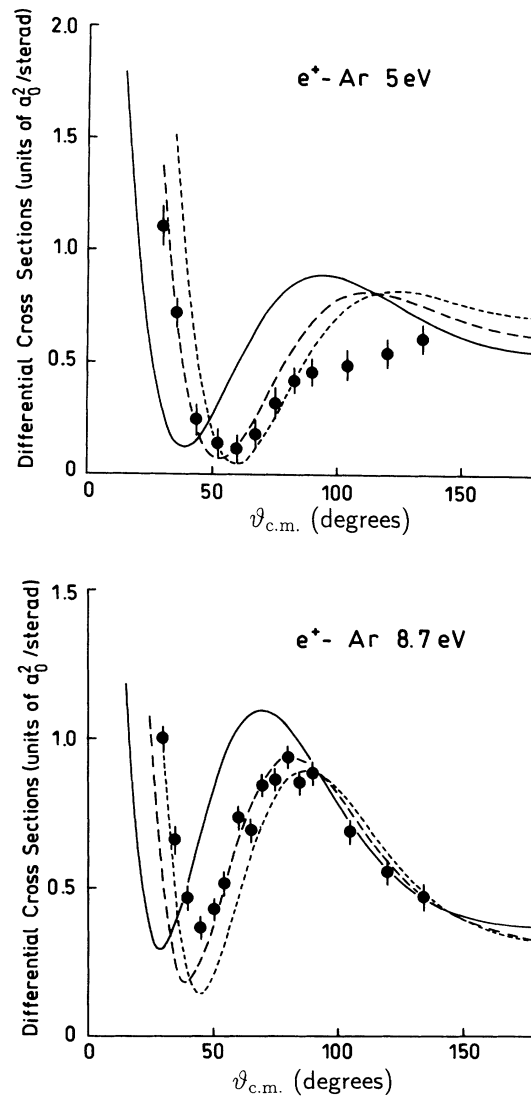 Differential Cross Sections (units of a₀²/sterad)
2.0
1.5
1.0
0.5
0
e⁺- Ar 5 eV
0 50 100 150
ϑc.m. (degrees)
Differential Cross Sections (units of a₀²/sterad)
1.5
1.0
0.5
0
e⁺- Ar 8.7 eV
0 50 100 150
ϑc.m. (degrees)